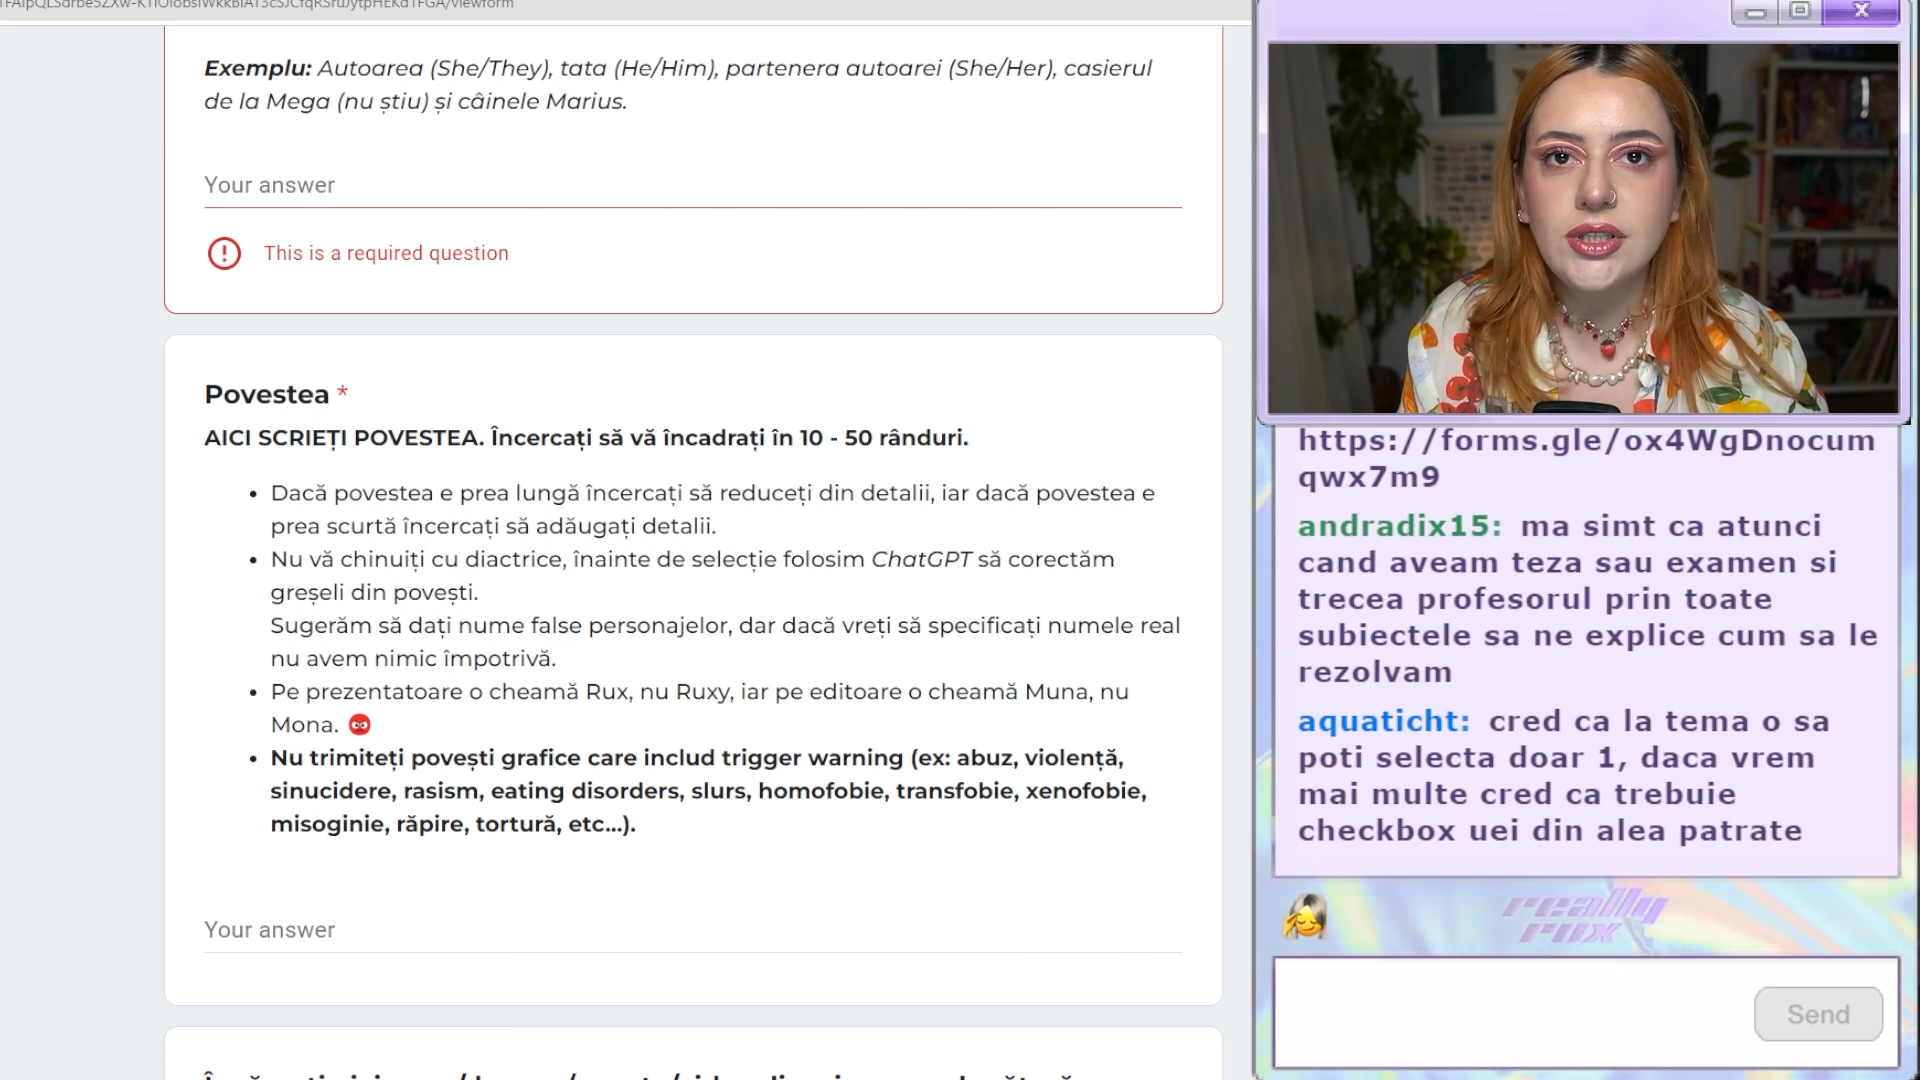 Exemplu: Autoarea (She/They), tata (He/Him), partenera autoarei (She/Her), casierul
de la Mega (nu știu) și câinele Marius.
Your answer
This is a required question
Povestea *
AICI SCRIEȚI POVESTEA. Încercați să vă încadrați în 10 - 50 rânduri.
• Dacă povestea e prea lungă încercați să reduceți din detalii, iar dacă povestea e
prea scurtă încercați să adăugați detalii.
• Nu vă chinuiți cu diactrice, înainte de selecție folosim ChatGPT să corectăm
greșeli din povești.
Sugerăm să dați nume false personajelor, dar dacă vreți să specificați numele real
nu avem nimic împotrivă.
• Pe prezentatoare o cheamă Rux, nu Ruxy, iar pe editoare o cheamă Muna, nu
Mona.
• Nu trimiteți povești grafice care includ trigger warning (ex: abuz, violență,
sinucidere, rasism, eating disorders, slurs, homofobie, transfobie, xenofobie,
misoginie, răpire, tortură, etc...).
Your answer
https://forms.gle/ox4WgDnocum
qwx7m9
andradix15: ma simt ca atunci
cand aveam teza sau examen si
trecea profesorul prin toate
subiectele sa ne explice cum sa le
rezolvam
aquaticht: cred ca la tema o sa
poti selecta doar 1, daca vrem
mai multe cred ca trebuie
checkbox uei din alea patrate
really
rux
Send